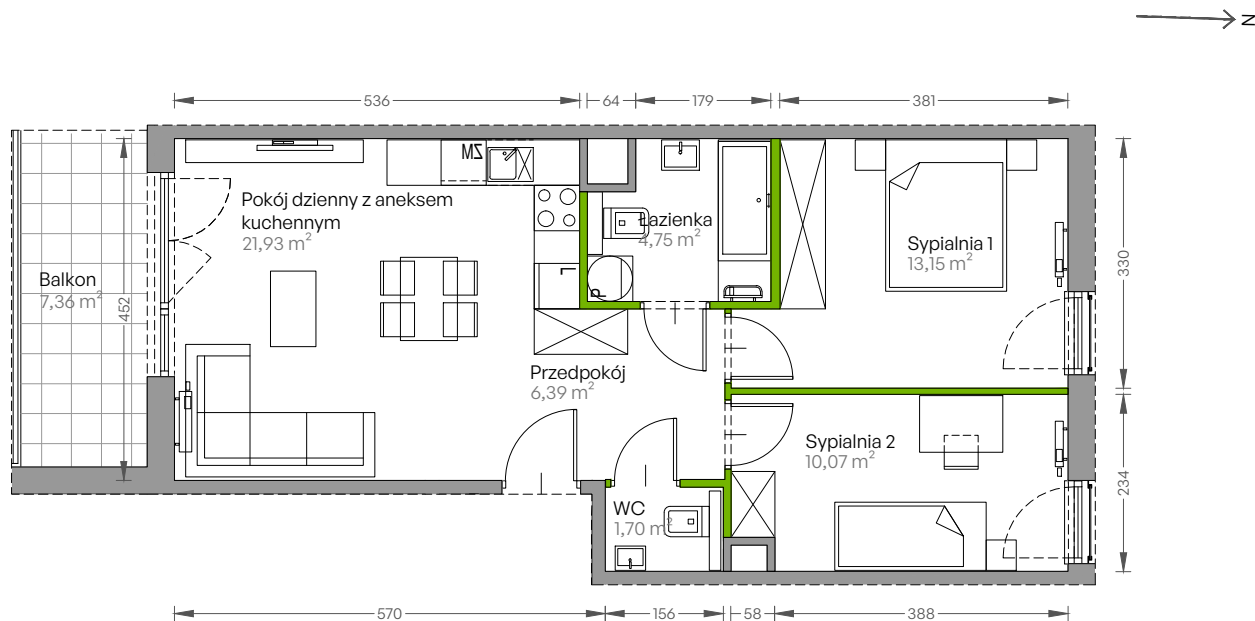 N
536
64
179
381
MZ
Pokój dzienny z aneksem
kuchennym
21,93 m²
Łazienka
4,75 m²
Sypialnia 1
13,15 m²
330
Balkon
7,36 m²
452
L
P
Przedpokój
6,39 m²
Sypialnia 2
10,07 m²
234
WC
1,70 m²
570
156
58
388